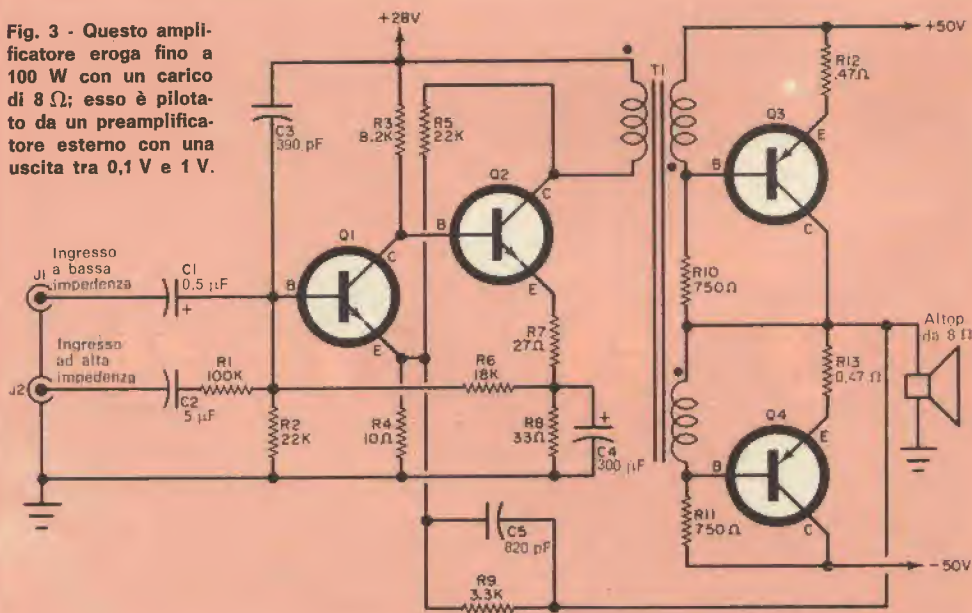 Fig. 3 - Questo ampli-
ficatore eroga fino a
100 W con un carico
di 8 Ω; esso è pilota-
to da un preamplifica-
tore esterno con una
uscita tra 0,1 V e 1 V.
+28V
+50V
C3
390 pF
R3
8.2K
R5
22K
T1
R12
.47Ω
Q3
B
E
C
Q2
B
C
E
Q1
B
C
E
J1
Ingresso
a bassa
impedenza
C1
0.5 µF
+
R10
750Ω
Altop.
da 8 Ω
R7
27Ω
R13
0,47 Ω
J2
Ingresso
ad alta
impedenza
C2
5 µF
R1
100K
R6
18K
R2
22K
R4
10Ω
R8
33Ω
+
C4
300 µF
Q4
B
E
C
R11
750Ω
C5
820 pF
-50V
R9
3.3K